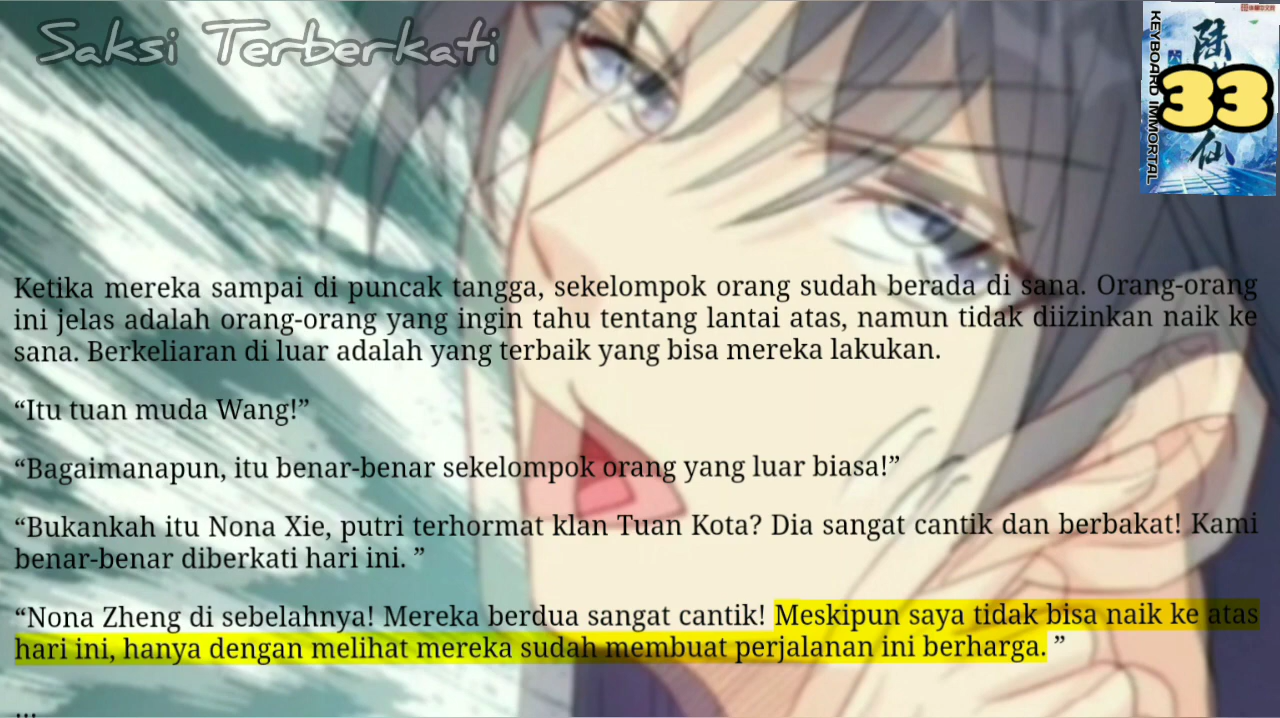 Saksi Terberkati
KEYBOARD IMMORTAL
陆
仙
33
Ketika mereka sampai di puncak tangga, sekelompok orang sudah berada di sana. Orang-orang
ini jelas adalah orang-orang yang ingin tahu tentang lantai atas, namun tidak diizinkan naik ke
sana. Berkeliaran di luar adalah yang terbaik yang bisa mereka lakukan.
“Itu tuan muda Wang!”
“Bagaimanapun, itu benar-benar sekelompok orang yang luar biasa!”
“Bukankah itu Nona Xie, putri terhormat klan Tuan Kota? Dia sangat cantik dan berbakat! Kami
benar-benar diberkati hari ini. ”
“Nona Zheng di sebelahnya! Mereka berdua sangat cantik! Meskipun saya tidak bisa naik ke atas
hari ini, hanya dengan melihat mereka sudah membuat perjalanan ini berharga. ”
...